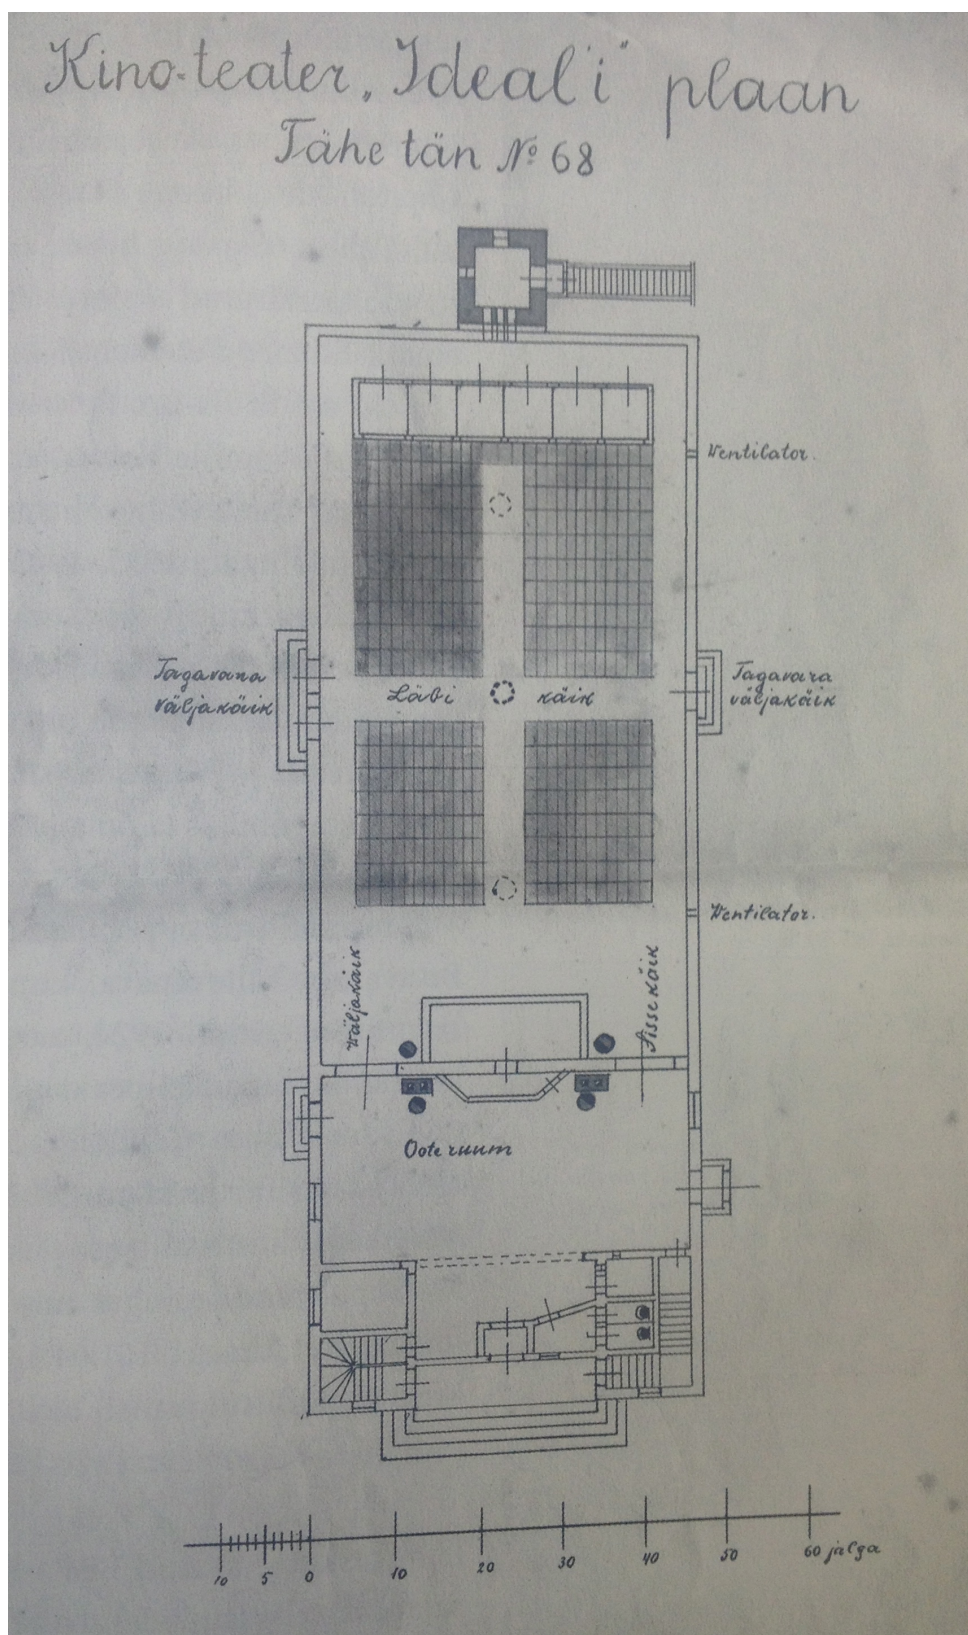 Kino-teater „Ideal'i” plaan
Tähe tän № 68
Ventilator.
Tagavara
väljakäik
Läbi käik
Tagavara
väljakäik
Ventilator.
Väljakäik
Sissekäik
Ooteruum
10 5 0 10 20 30 40 50 60 jalga